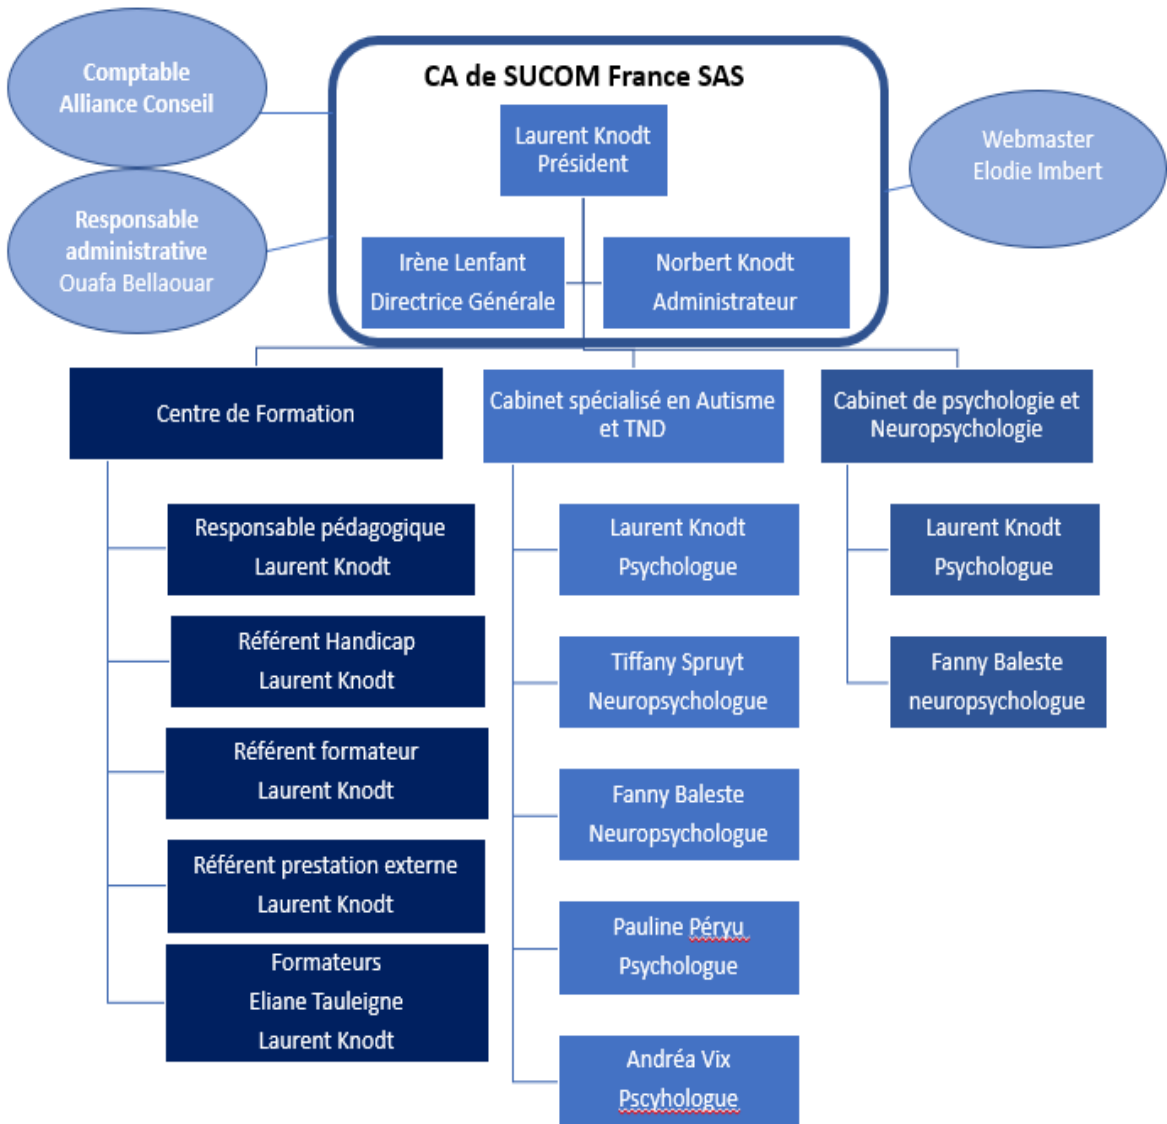 Comptable
Alliance Conseil
CA de SUCOM France SAS
Laurent Knodt
Président
Webmaster
Elodie Imbert
Responsable
administrative
Ouafa Bellaouar
Irène Lenfant
Directrice Générale
Norbert Knodt
Administrateur
Centre de Formation
Responsable pédagogique
Laurent Knodt
Référent Handicap
Laurent Knodt
Référent formateur
Laurent Knodt
Référent prestation externe
Laurent Knodt
Formateurs
Eliane Tauleigne
Laurent Knodt
Cabinet spécialisé en Autisme
et TND
Laurent Knodt
Psychologue
Tiffany Spruyt
Neuropsychologue
Fanny Baleste
Neuropsychologue
Pauline Péryu
Psychologue
Andréa Vix
Pscyhologue
Cabinet de psychologie et
Neuropsychologie
Laurent Knodt
Psychologue
Fanny Baleste
neuropsychologue